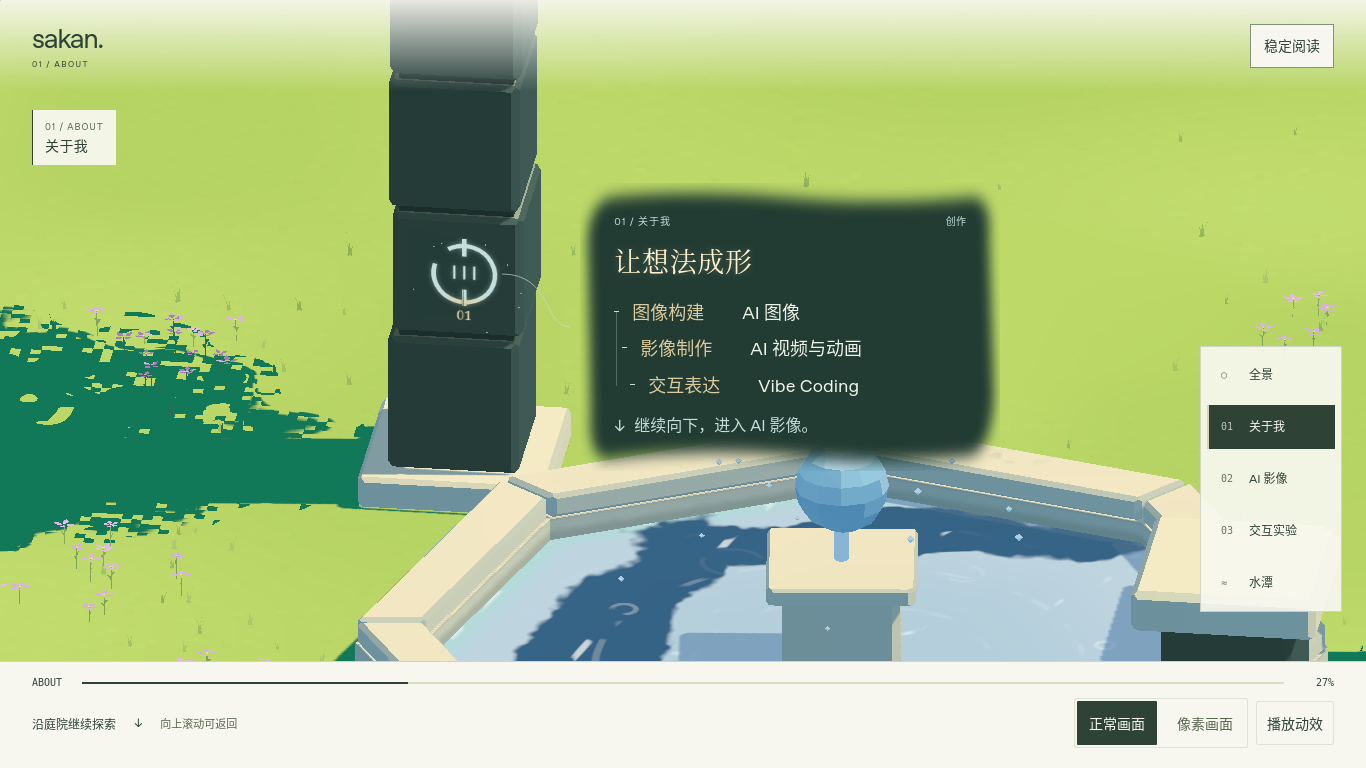 sakan.
01 / ABOUT
稳定阅读
01 / ABOUT
关于我
01
01 / 关于我
创作
让想法成形
图像构建 AI 图像
影像制作 AI 视频与动画
交互表达 Vibe Coding
↓ 继续向下，进入 AI 影像。
○ 全景
01 关于我
02 AI 影像
03 交互实验
≈ 水潭
ABOUT
27%
沿庭院继续探索 ↓ 向上滚动可返回
正常画面
像素画面
播放动效